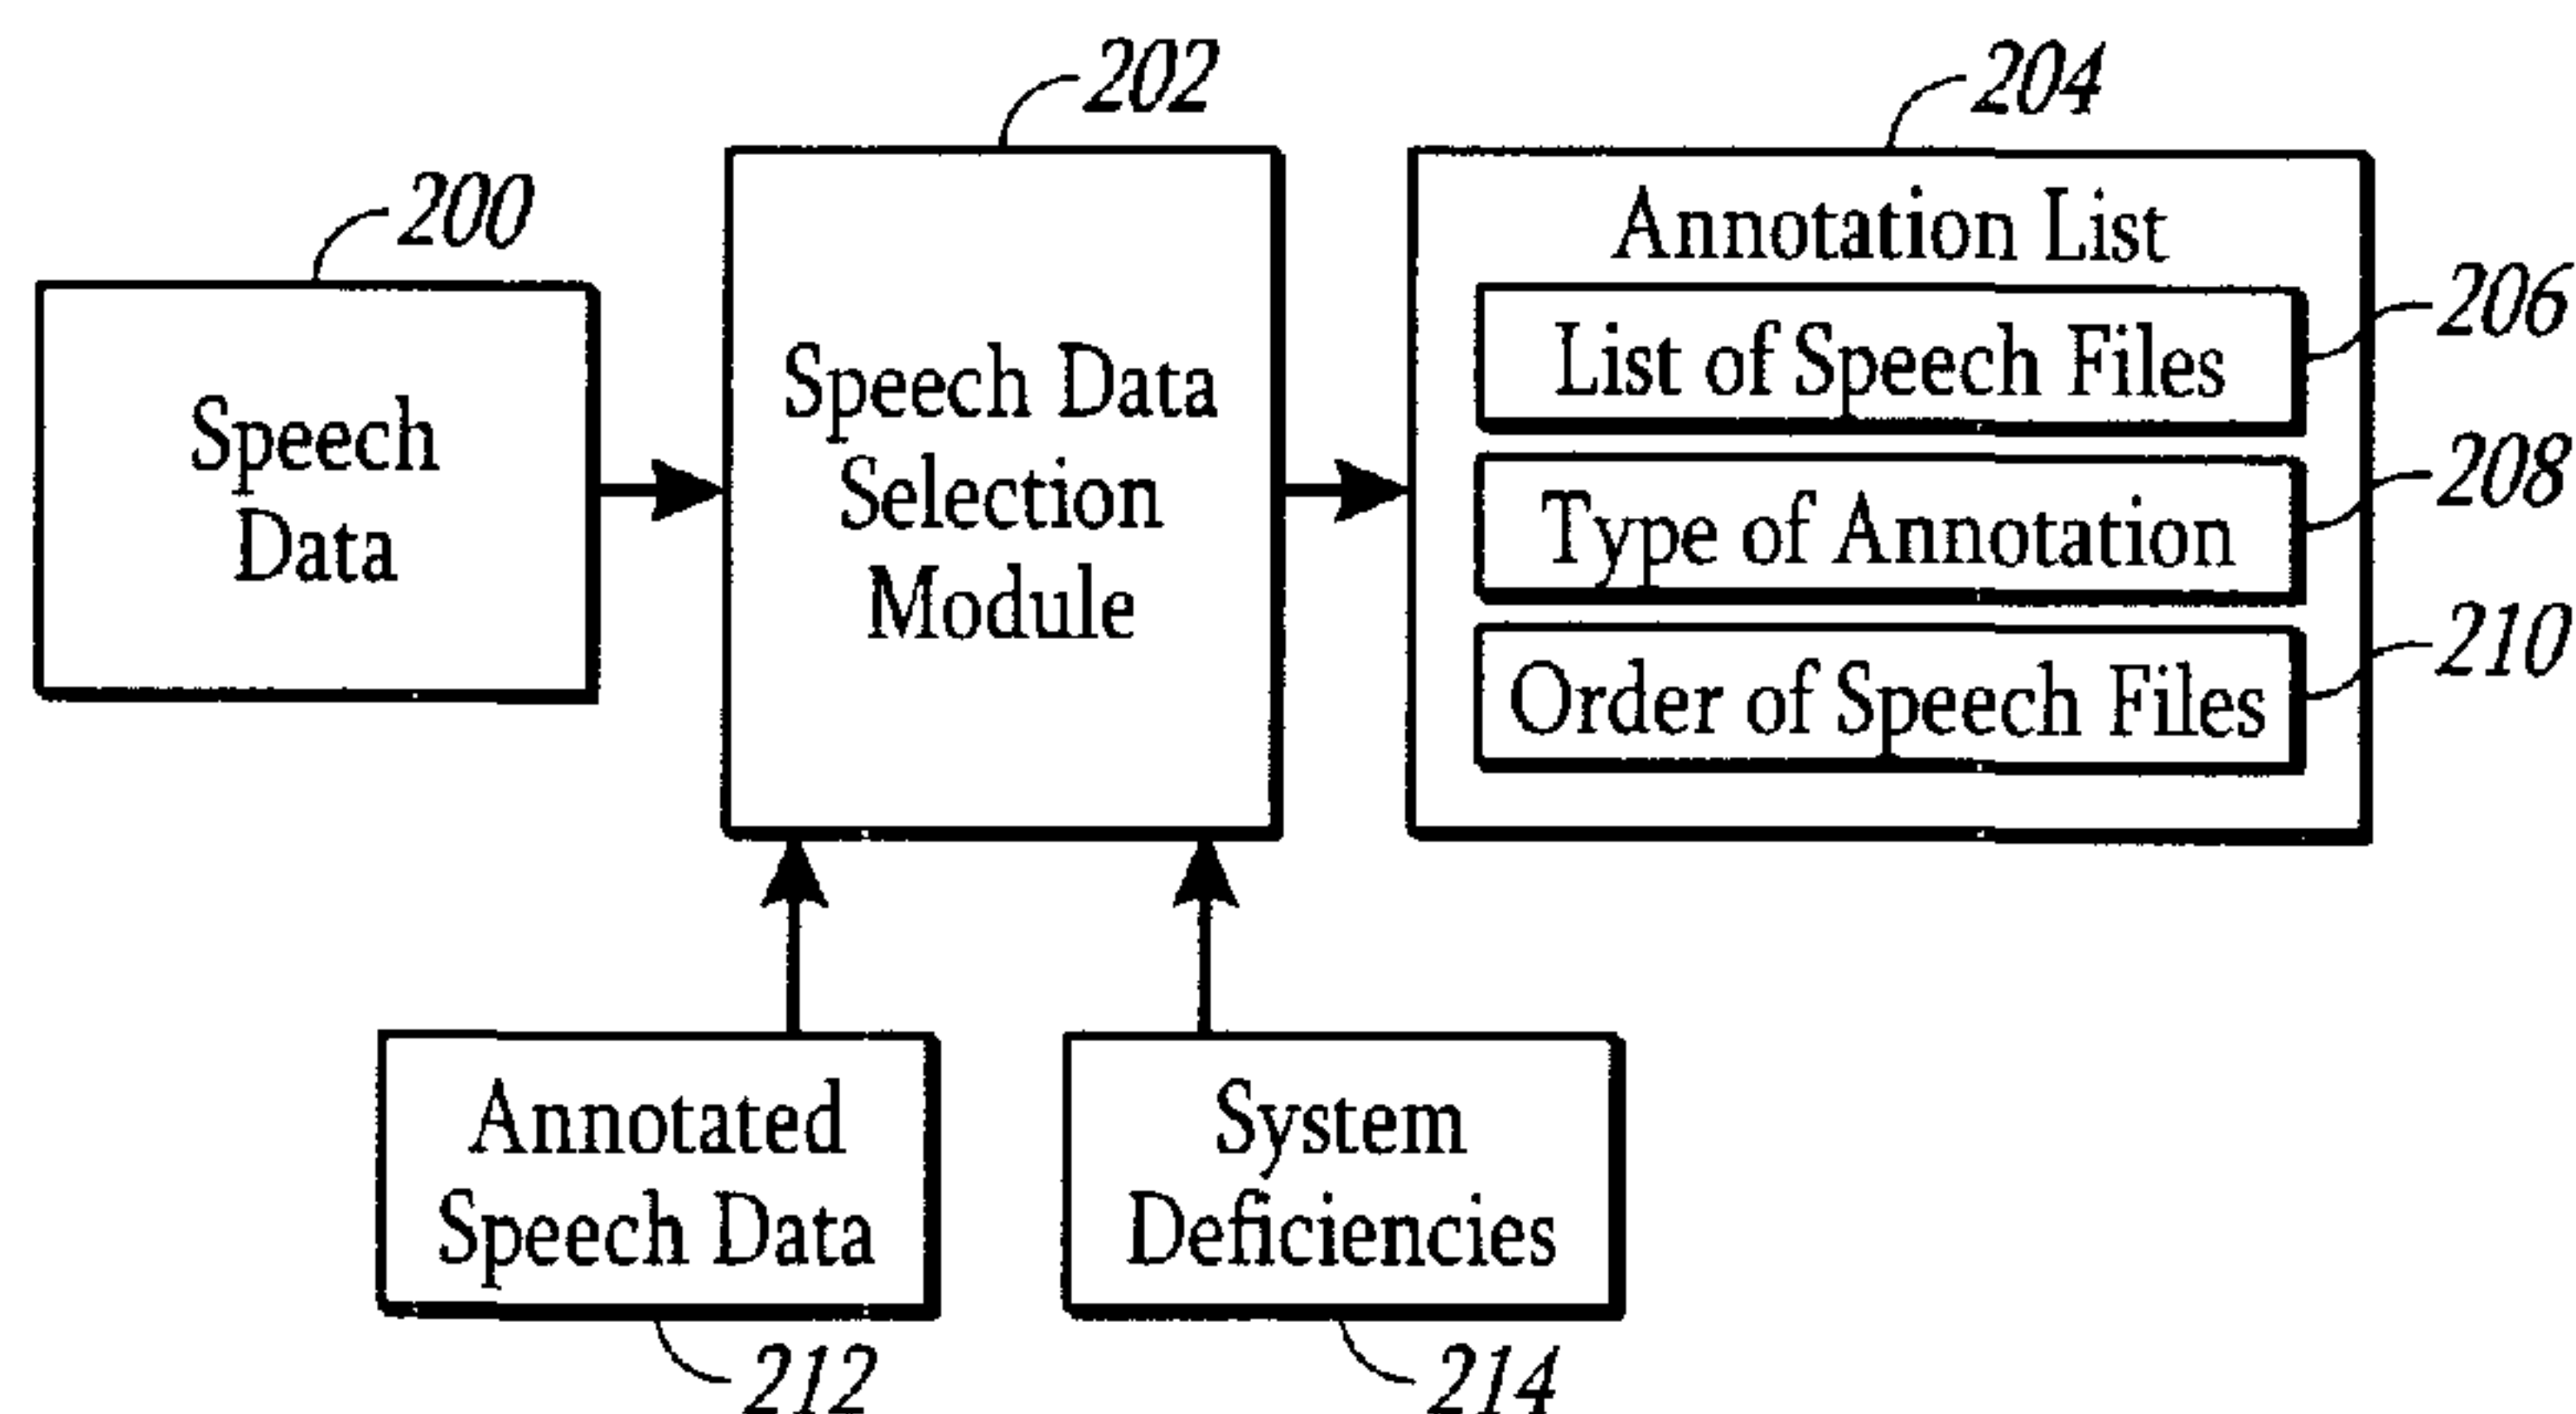 200
Speech
Data
202
Speech Data
Selection
Module
204
Annotation List
List of Speech Files
206
Type of Annotation
208
Order of Speech Files
210
Annotated
Speech Data
212
System
Deficiencies
214